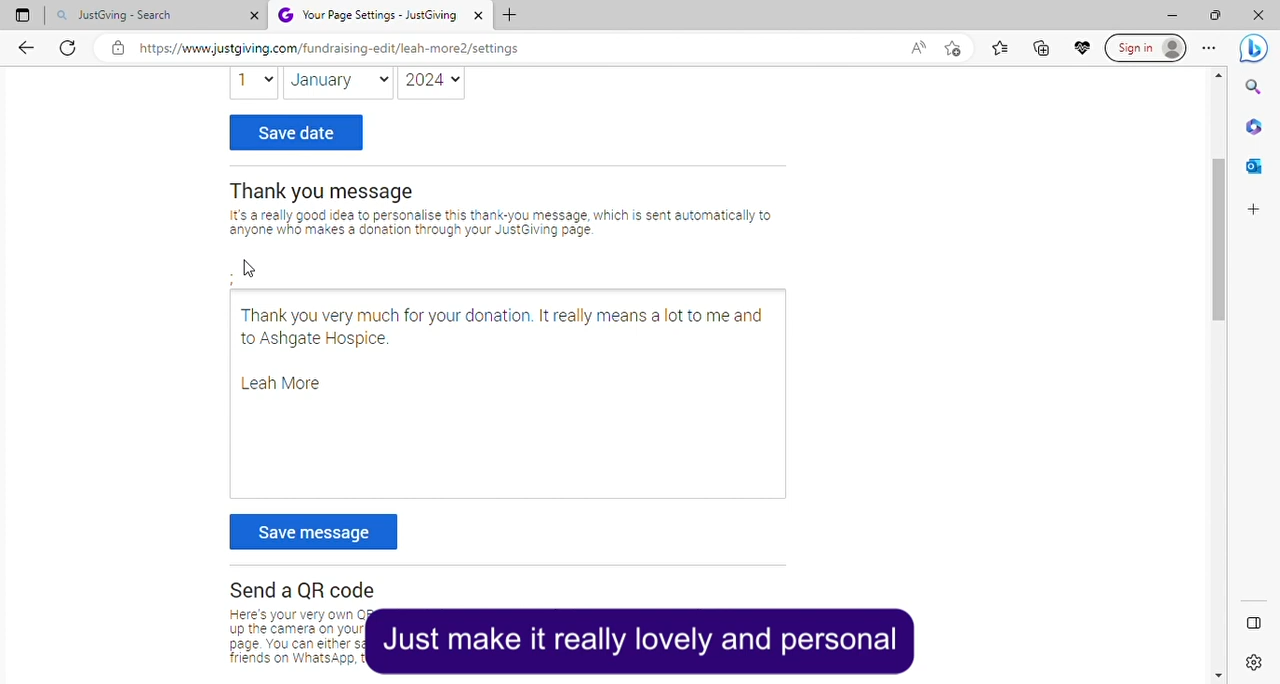 JustGving - Search
Your Page Settings - JustGiving
https://www.justgiving.com/fundraising-edit/leah-more2/settings
Sign in
1 January 2024
Save date
Thank you message
It's a really good idea to personalise this thank-you message, which is sent automatically to
anyone who makes a donation through your JustGiving page.
;
Thank you very much for your donation. It really means a lot to me and
to Ashgate Hospice.
Leah More
Save message
Send a QR code
Here's your very own QR
up the camera on your
page. You can either
friends on WhatsApp,
Just make it really lovely and personal